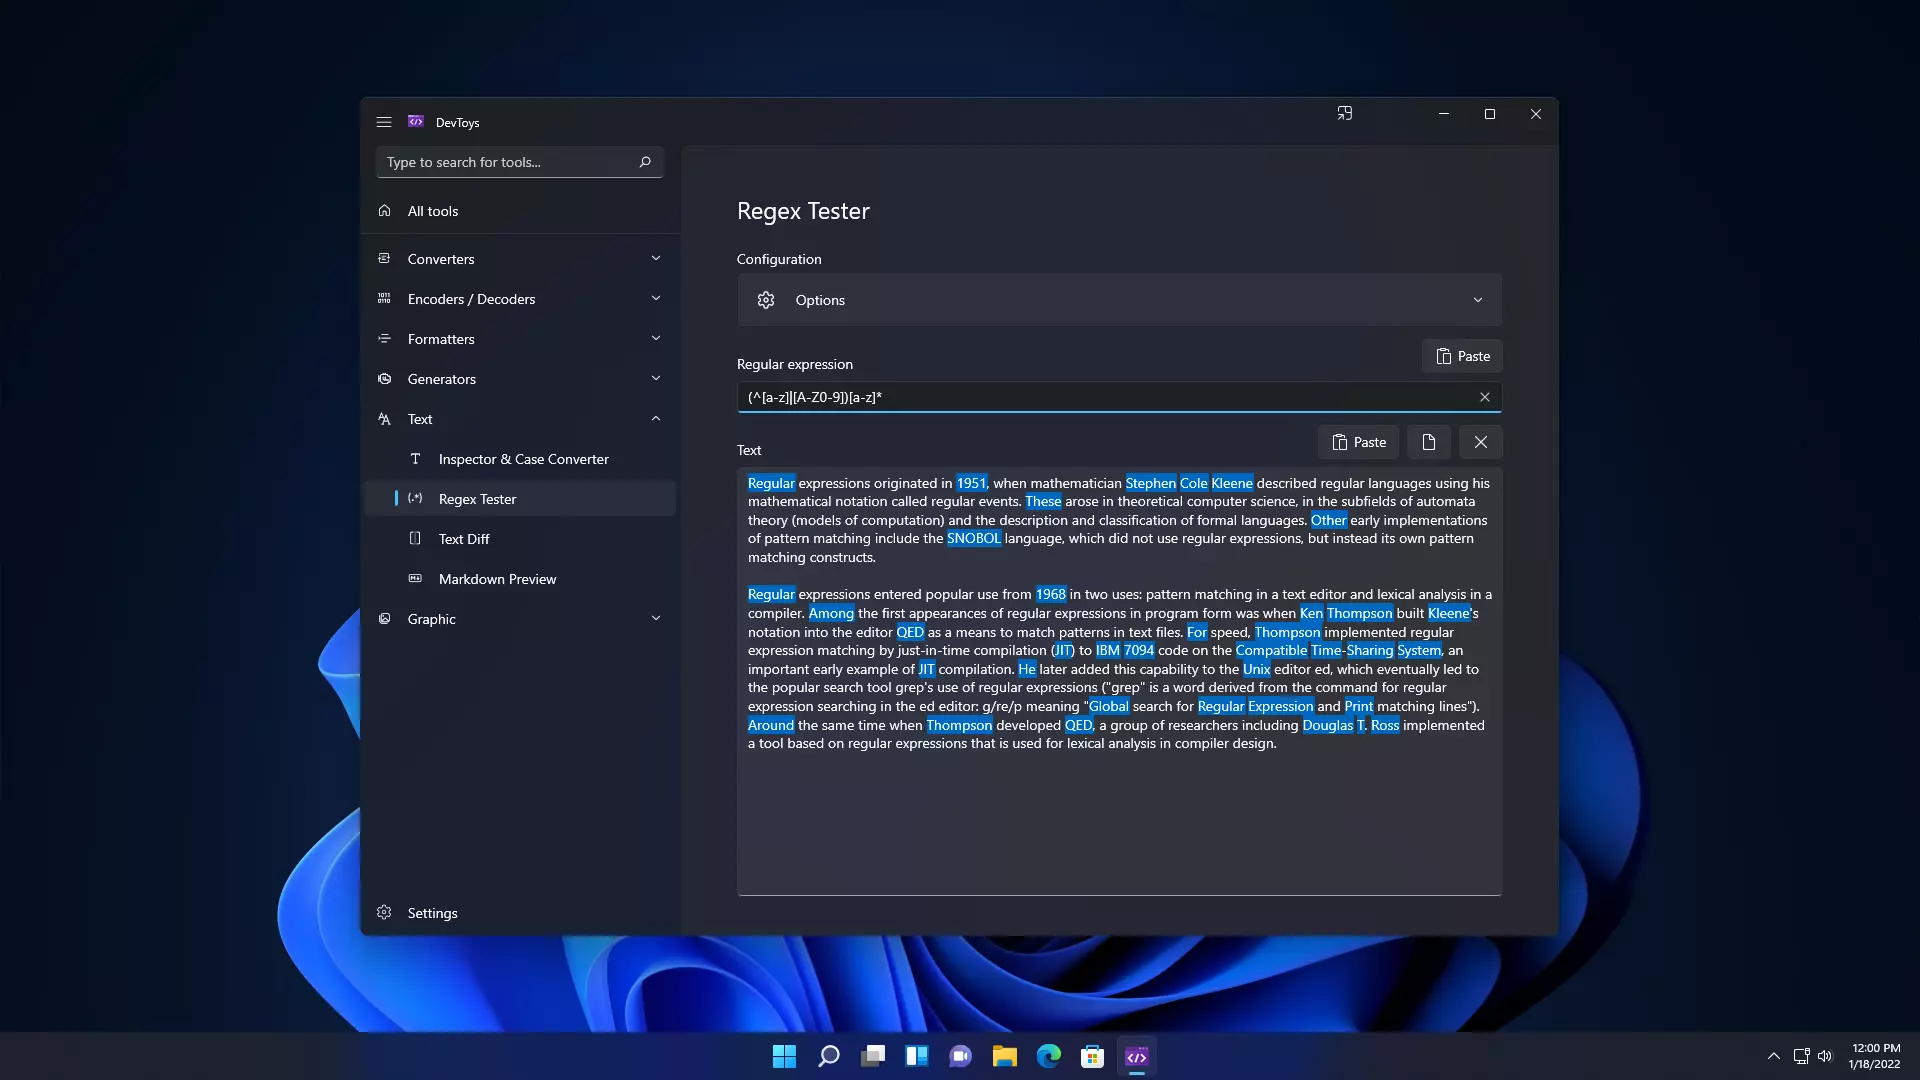 DevToys
Type to search for tools...
All tools
Converters
Encoders / Decoders
Formatters
Generators
Text
Inspector & Case Converter
Regex Tester
Text Diff
Markdown Preview
Graphic
Settings
Regex Tester
Configuration
Options
Regular expression
Paste
(^[a-z]|[A-Z0-9])[a-z]*
Text
Paste
Regular expressions originated in 1951, when mathematician Stephen Cole Kleene described regular languages using his
mathematical notation called regular events. These arose in theoretical computer science, in the subfields of automata
theory (models of computation) and the description and classification of formal languages. Other early implementations
of pattern matching include the SNOBOL language, which did not use regular expressions, but instead its own pattern
matching constructs.
Regular expressions entered popular use from 1968 in two uses: pattern matching in a text editor and lexical analysis in a
compiler. Among the first appearances of regular expressions in program form was when Ken Thompson built Kleene's
notation into the editor QED as a means to match patterns in text files. For speed, Thompson implemented regular
expression matching by just-in-time compilation (JIT) to IBM 7094 code on the Compatible Time-Sharing System, an
important early example of JIT compilation. He later added this capability to the Unix editor ed, which eventually led to
the popular search tool grep's use of regular expressions ("grep" is a word derived from the command for regular
expression searching in the ed editor: g/re/p meaning "Global search for Regular Expression and Print matching lines").
Around the same time when Thompson developed QED, a group of researchers including Douglas T. Ross implemented
a tool based on regular expressions that is used for lexical analysis in compiler design.
12:00 PM
1/18/2022